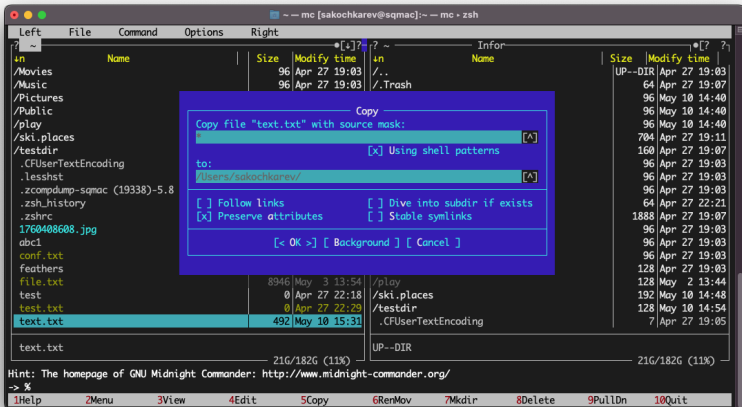 ~ — mc [sakochkarev@sqmac]:~ — mc ▸ zsh
Left File Command Options Right
~ [↓]
~ Infor
↓n Name Size Modify time
↓n Name Size Modify time
/Movies 96 Apr 27 19:03
/Music 96 Apr 27 19:03
/Pictures
/Public
/play
/ski.places
/testdir
.CFUserTextEncoding
.lesshst
.zcompdump-sqmac (19338)-5.8
.zsh_history
.zshrc
1760408608.jpg
abc1
conf.txt
feathers
file.txt 8946 May 3 13:54
test 0 Apr 27 22:18
test.txt 0 Apr 27 22:29
text.txt 492 May 10 15:31
/.. UP--DIR Apr 27 19:03
/.Trash 64 Apr 27 19:07
96 May 10 14:40
96 May 10 14:40
96 May 10 14:40
704 Apr 27 19:11
160 Apr 27 19:07
96 Apr 27 19:03
96 Apr 27 19:03
96 Apr 27 19:03
64 Apr 27 22:21
1888 Apr 27 19:07
96 Apr 27 19:03
96 Apr 27 19:03
96 Apr 27 19:03
128 Apr 27 19:03
/play 128 May 2 13:44
/ski.places 192 May 10 14:48
/testdir 128 May 10 14:54
.CFUserTextEncoding 7 Apr 27 19:05
Copy
Copy file "text.txt" with source mask:
* [^]
[x] Using shell patterns
to:
/Users/sakochkarev/ [^]
[ ] Follow links [ ] Dive into subdir if exists
[x] Preserve attributes [ ] Stable symlinks
[< OK >] [ Background ] [ Cancel ]
text.txt
21G/182G (11%)
UP--DIR
21G/182G (11%)
Hint: The homepage of GNU Midnight Commander: http://www.midnight-commander.org/
-> %
1Help 2Menu 3View 4Edit 5Copy 6RenMov 7Mkdir 8Delete 9PullDn 10Quit